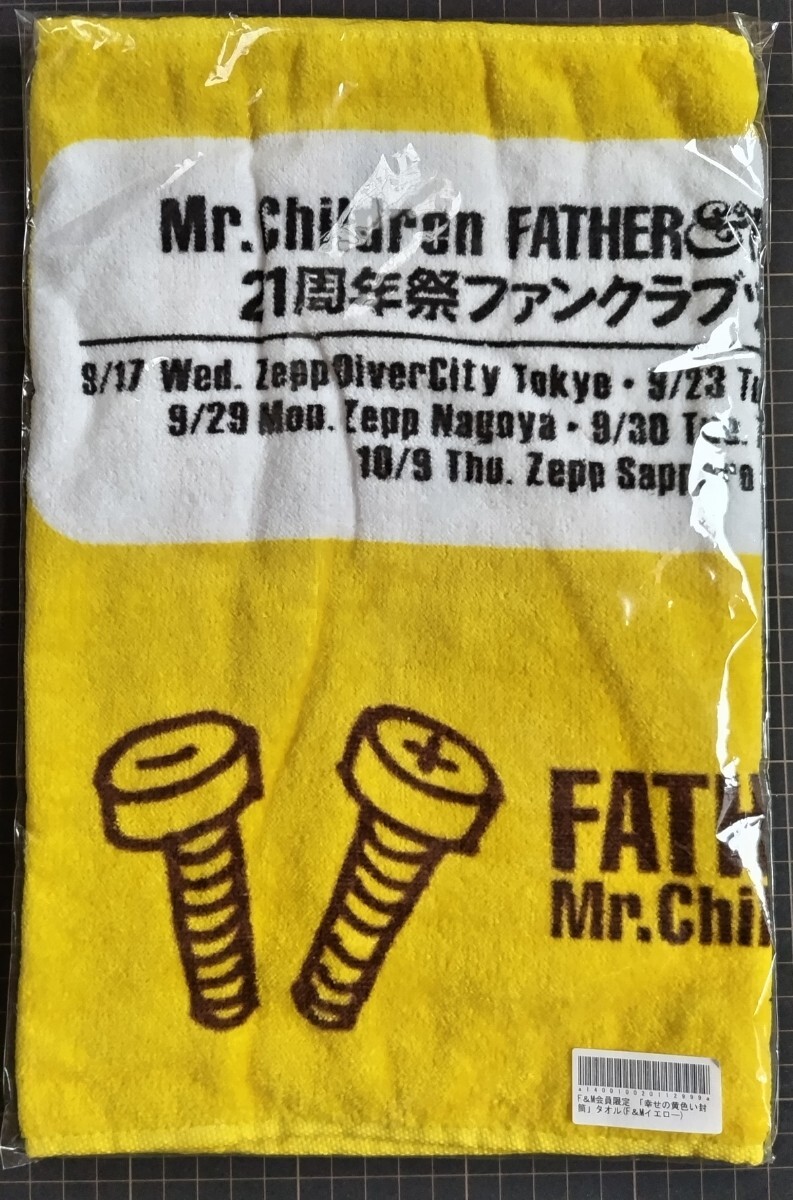 Mr.Children FATHER&
21周年祭ファンクラブ
9/17 Wed. Zepp DiverCity Tokyo・9/23
9/29 Mon. Zepp Nagoya・9/30 Tue.
10/9 Thu. Zepp Sapporo
FATH
Mr.Chil
F&M会員限定 「幸せの黄色い封
筒」タオル(F&Mイエロー)